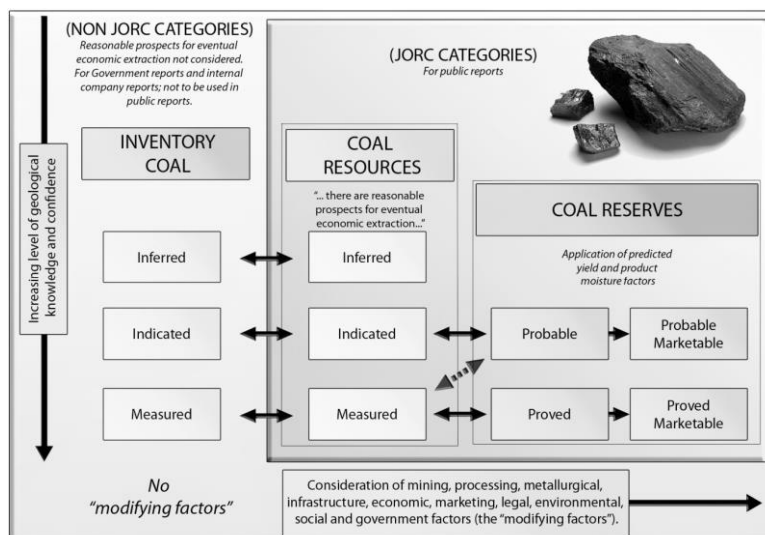 (NON JORC CATEGORIES)
Reasonable prospects for eventual
economic extraction not considered.
For Government reports and internal
company reports; not to be used in
public reports.
(JORC CATEGORIES)
For public reports
Increasing level of geological
knowledge and confidence
INVENTORY
COAL
COAL
RESOURCES
"... there are reasonable
prospects for eventual
economic extraction..."
COAL RESERVES
Application of predicted
yield and product
moisture factors
Inferred
Inferred
Indicated
Indicated
Probable
Probable
Marketable
Measured
Measured
Proved
Proved
Marketable
No
"modifying factors"
Consideration of mining, processing, metallurgical,
infrastructure, economic, marketing, legal, environmental,
social and government factors (the "modifying factors").